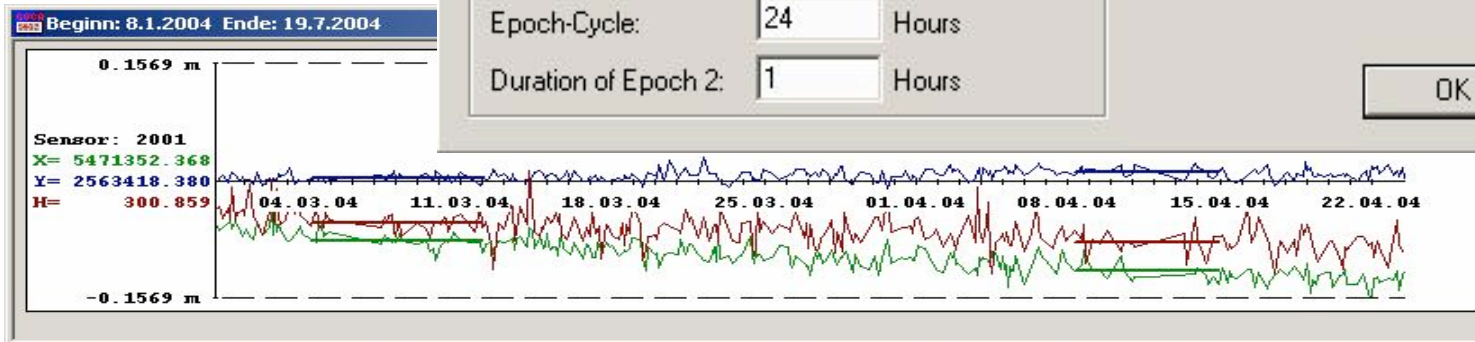 Beginn: 8.1.2004 Ende: 19.7.2004
Epoch-Cycle: 24 Hours
Duration of Epoch 2: 1 Hours
OK
0.1569 m
Sensor: 2001
X= 5471352.368
Y= 2563418.380
H= 300.859
04.03.04 11.03.04 18.03.04 25.03.04 01.04.04 08.04.04 15.04.04 22.04.04
-0.1569 m